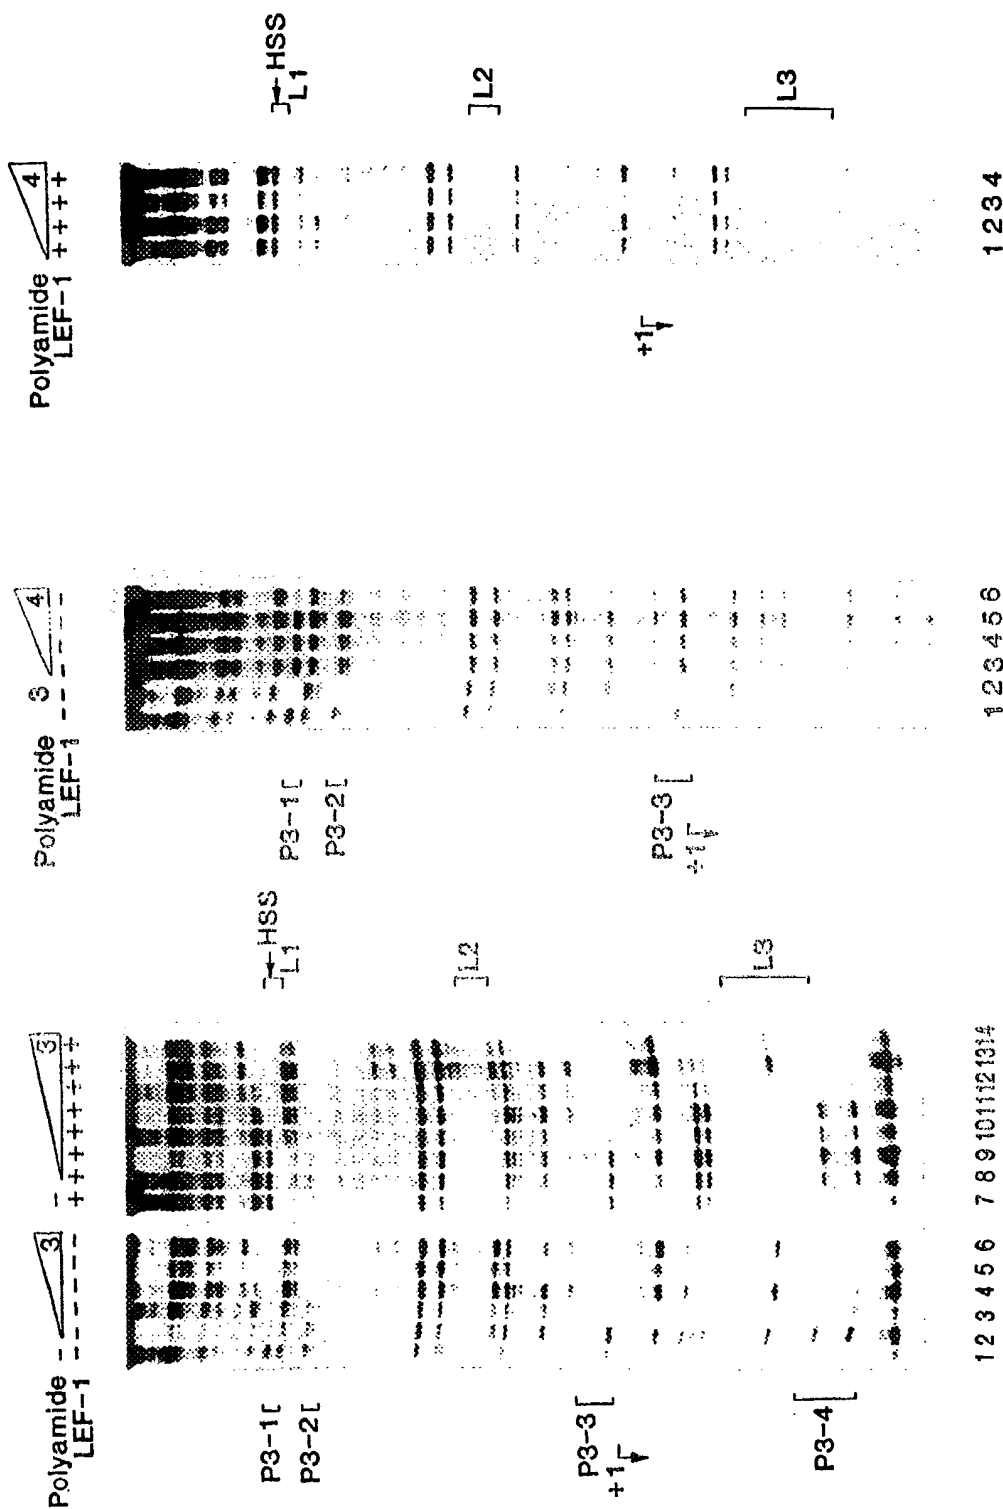 Polyamide - 3 - 3
LEF-1 - - - - - - + + + + + + + +
HSS
L1
L2
L3
P3-1
P3-2
P3-3
+1
P3-4
1 2 3 4 5 6 7 8 9 10 11 12 13 14
Polyamide - 3 4
LEF-1 - - - - - -
P3-1
P3-2
P3-3
+1
1 2 3 4 5 6
Polyamide 4
LEF-1 + + + +
HSS
L1
L2
+1
L3
1 2 3 4